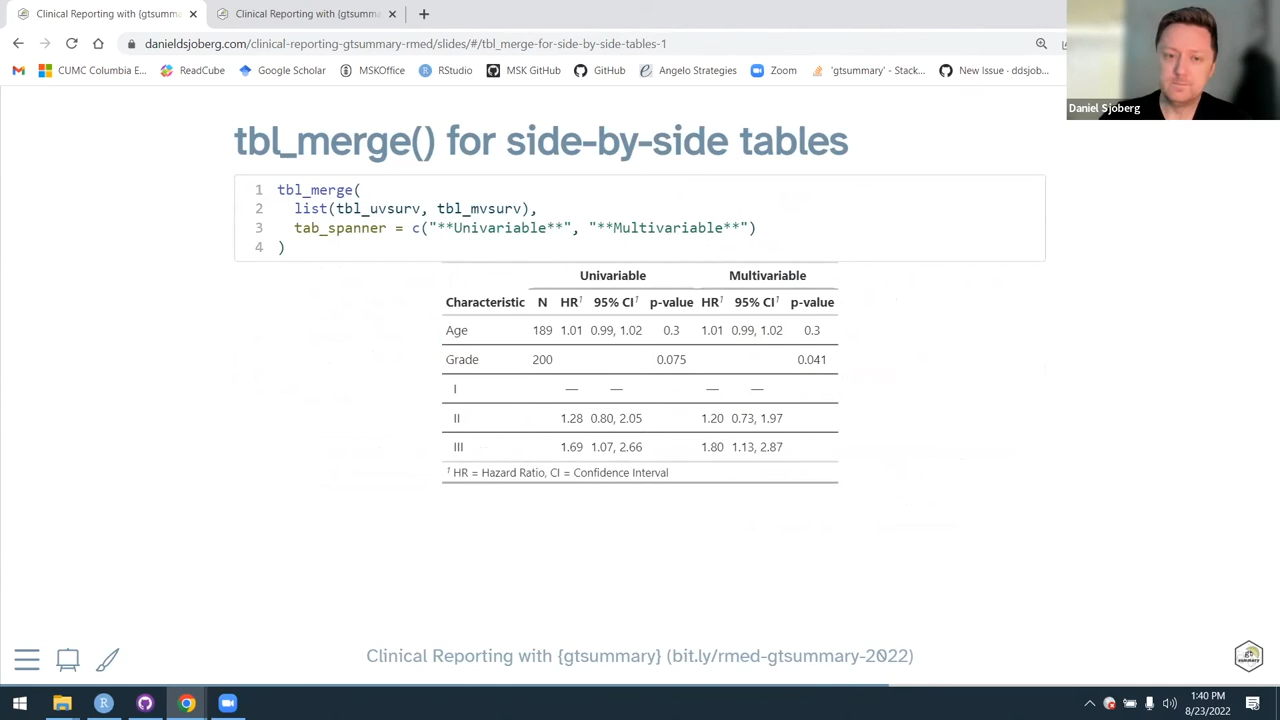 Clinical Reporting with {gtsumm
Clinical Reporting with {gtsummary
danieldsjoberg.com/clinical-reporting-gtsummary-rmed/slides/#/tbl_merge-for-side-by-side-tables-1
CUMC Columbia E...
ReadCube
Google Scholar
MSKOffice
RStudio
MSK GitHub
GitHub
Angelo Strategies
Zoom
'gtsummary' - Stack...
New Issue · ddsjob...
Daniel Sjoberg
tbl_merge() for side-by-side tables
1 tbl_merge(
2 list(tbl_uvsurv, tbl_mvsurv),
3 tab_spanner = c("**Univariable**", "**Multivariable**")
4 )
Univariable Multivariable
Characteristic N HR¹ 95% CI¹ p-value HR¹ 95% CI¹ p-value
Age 189 1.01 0.99, 1.02 0.3 1.01 0.99, 1.02 0.3
Grade 200 0.075 0.041
I — — — —
II 1.28 0.80, 2.05 1.20 0.73, 1.97
III 1.69 1.07, 2.66 1.80 1.13, 2.87
¹ HR = Hazard Ratio, CI = Confidence Interval
Clinical Reporting with {gtsummary} (bit.ly/rmed-gtsummary-2022)
gt
summary
1:40 PM
8/23/2022